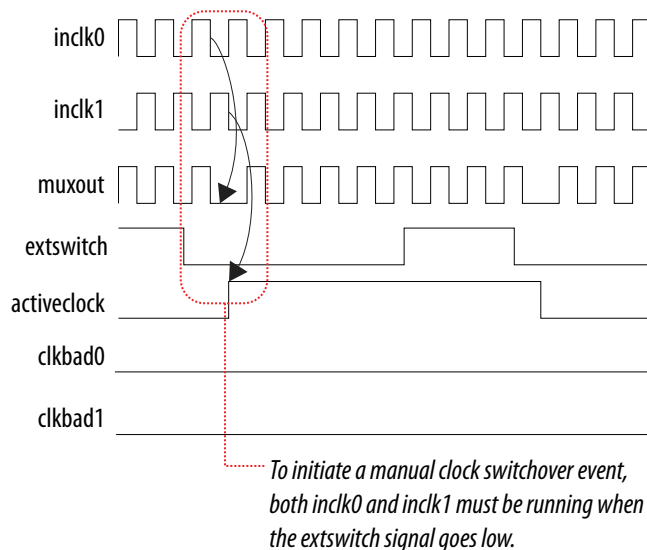 inclk0
inclk1
muxout
extswitch
activeclock
clkbad0
clkbad1
To initiate a manual clock switchover event,
both inclk0 and inclk1 must be running when
the extswitch signal goes low.